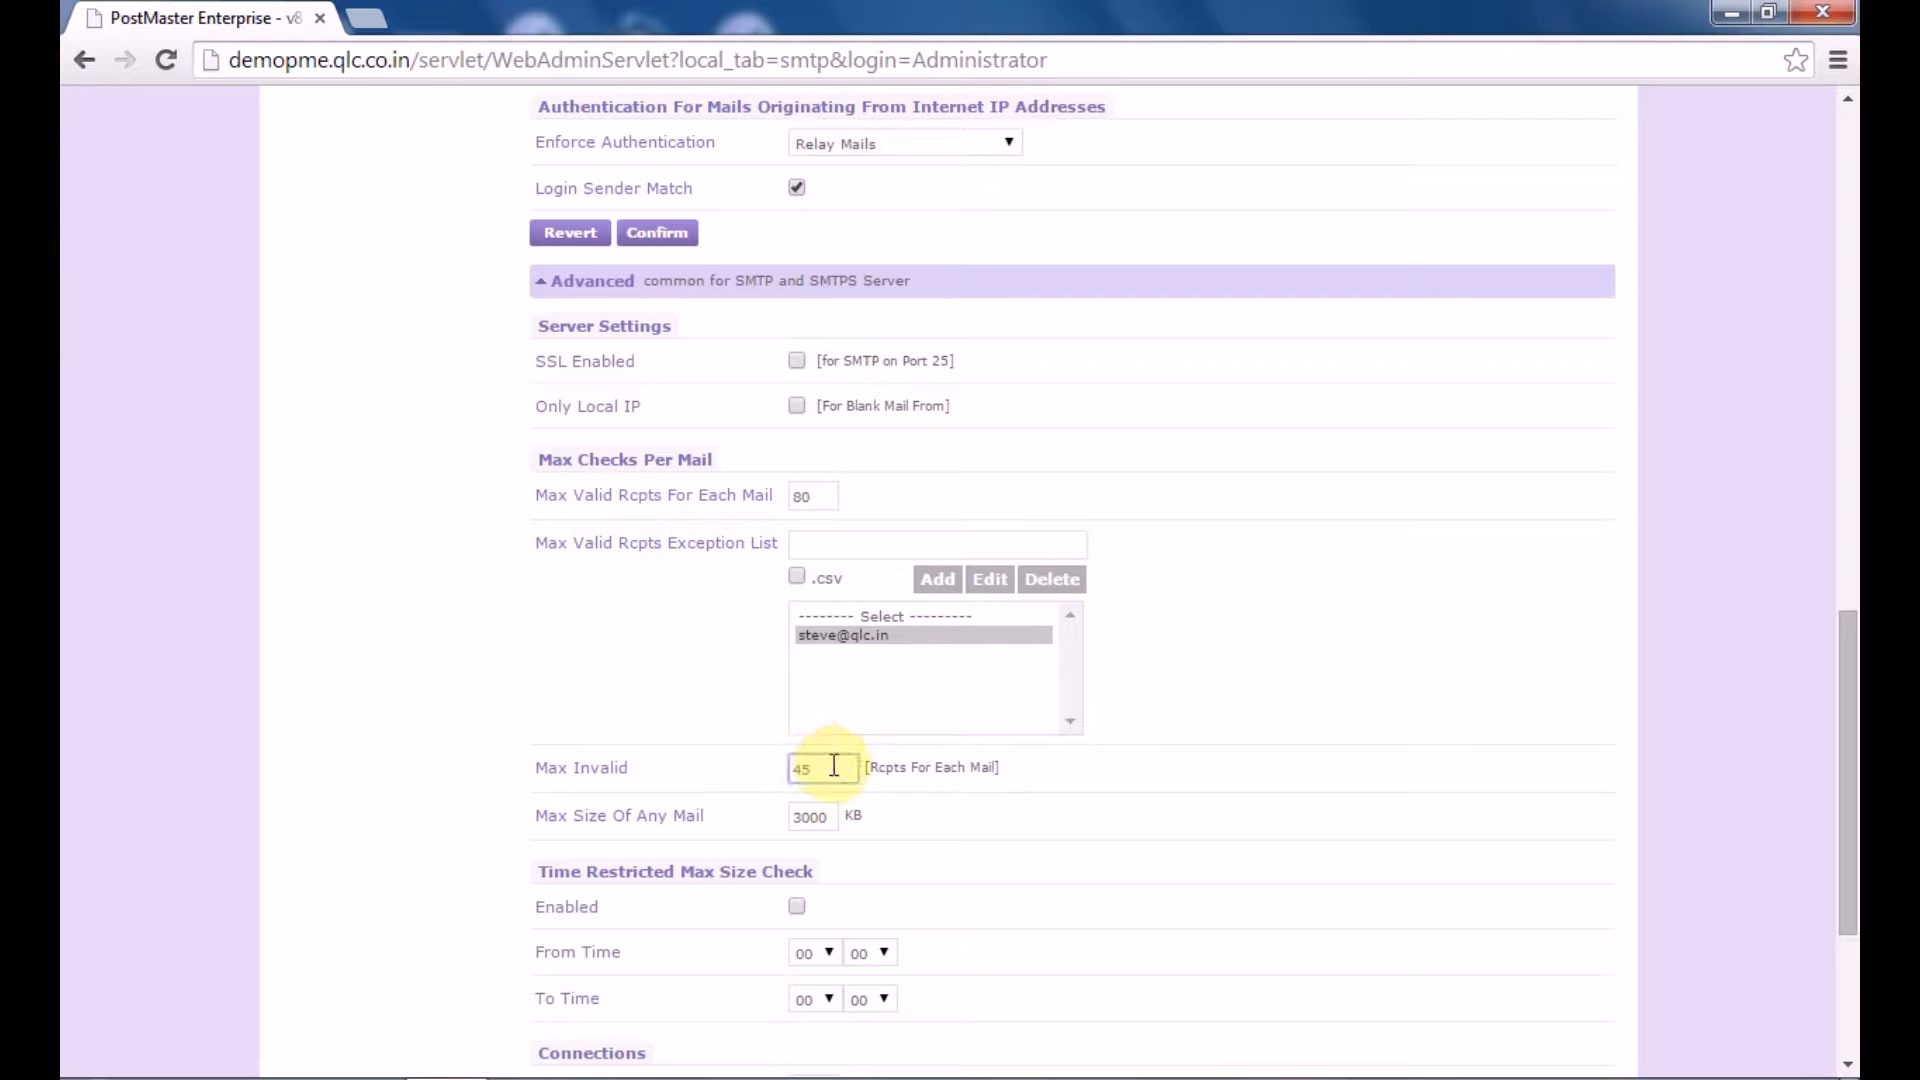 PostMaster Enterprise - v8
demopme.qlc.co.in/servlet/WebAdminServlet?local_tab=smtp&login=Administrator
Authentication For Mails Originating From Internet IP Addresses
Enforce Authentication Relay Mails
Login Sender Match
Revert Confirm
Advanced common for SMTP and SMTPS Server
Server Settings
SSL Enabled [for SMTP on Port 25]
Only Local IP [For Blank Mail From]
Max Checks Per Mail
Max Valid Rcpts For Each Mail 80
Max Valid Rcpts Exception List
.csv Add Edit Delete
-------- Select ---------
steve@qlc.in
Max Invalid 45 [Rcpts For Each Mail]
Max Size Of Any Mail 3000 KB
Time Restricted Max Size Check
Enabled
From Time 00 00
To Time 00 00
Connections